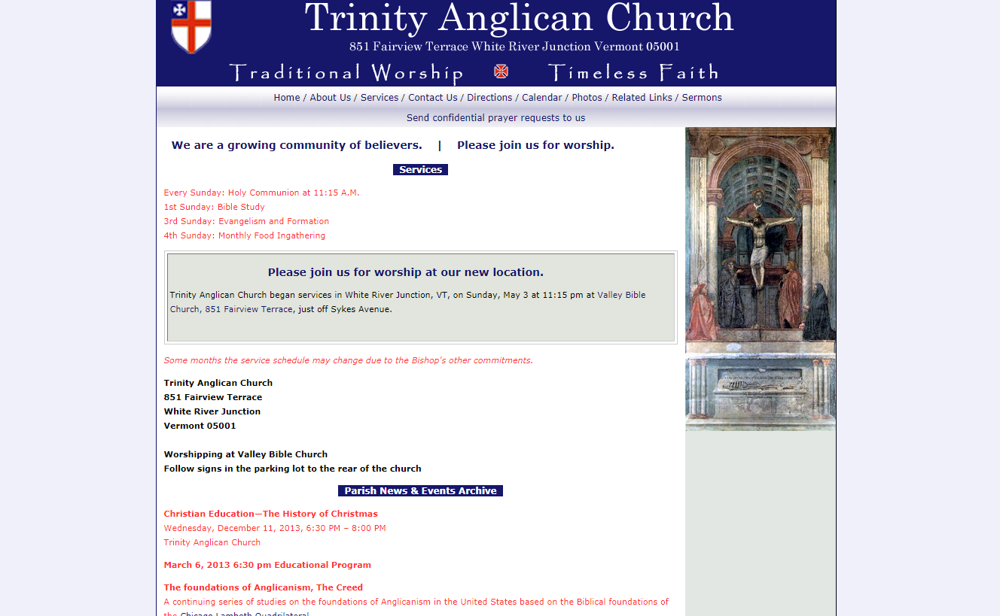 Trinity Anglican Church
851 Fairview Terrace White River Junction Vermont 05001
Traditional Worship Timeless Faith
Home / About Us / Services / Contact Us / Directions / Calendar / Photos / Related Links / Sermons
Send confidential prayer requests to us
We are a growing community of believers. | Please join us for worship.
Services
Every Sunday: Holy Communion at 11:15 A.M.
1st Sunday: Bible Study
3rd Sunday: Evangelism and Formation
4th Sunday: Monthly Food Ingathering
Please join us for worship at our new location.
Trinity Anglican Church began services in White River Junction, VT, on Sunday, May 3 at 11:15 pm at Valley Bible
Church, 851 Fairview Terrace, just off Sykes Avenue.
Some months the service schedule may change due to the Bishop's other commitments.
Trinity Anglican Church
851 Fairview Terrace
White River Junction
Vermont 05001
Worshipping at Valley Bible Church
Follow signs in the parking lot to the rear of the church
Parish News & Events Archive
Christian Education—The History of Christmas
Wednesday, December 11, 2013, 6:30 PM – 8:00 PM
Trinity Anglican Church
March 6, 2013 6:30 pm Educational Program
The foundations of Anglicanism, The Creed
A continuing series of studies on the foundations of Anglicanism in the United States based on the Biblical foundations of
the Chicago Lambeth Quadrilateral